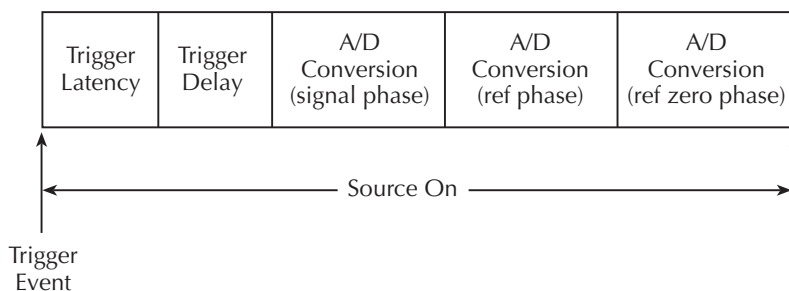 Trigger
Latency
Trigger
Delay
A/D
Conversion
(signal phase)
A/D
Conversion
(ref phase)
A/D
Conversion
(ref zero phase)
Source On
Trigger
Event